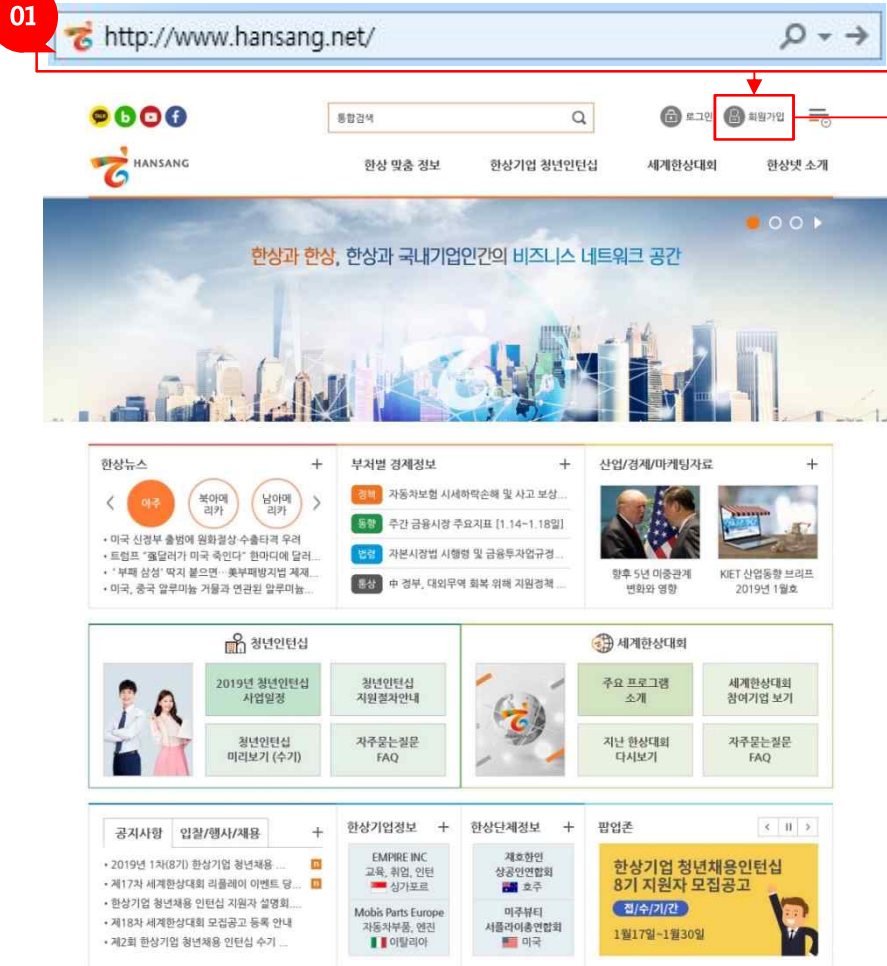 01
http://www.hansang.net/
TALK
b
f
통합검색
로그인
회원가입
HANSANG
한상 맞춤 정보
한상기업 청년인턴십
세계한상대회
한상넷 소개
한상과 한상, 한상과 국내기업인간의 비즈니스 네트워크 공간
한상뉴스 +
아주
북아메
리카
남아메
리카
• 미국 신정부 출범에 원화절상·수출타격 우려
• 트럼프 "強달러가 미국 죽인다" 한마디에 달러...
• ' 부패 삼성' 딱지 붙으면… 美부패방지법 제재...
• 미국, 중국 알루미늄 거물과 연관된 알루미늄...
부처별 경제정보 +
정책 자동차보험 시세하락손해 및 사고 보상...
동향 주간 금융시장 주요지표 [1.14~1.18일]
법령 자본시장법 시행령 및 금융투자업규정...
통상 中 정부, 대외무역 회복 위해 지원정책...
산업/경제/마케팅자료 +
향후 5년 미중관계
변화와 영향
KIET 산업동향 브리프
2019년 1월호
청년인턴십
2019년 청년인턴십
사업일정
청년인턴십
지원절차안내
청년인턴십
미리보기 (수기)
자주묻는질문
FAQ
세계한상대회
주요 프로그램
소개
세계한상대회
참여기업 보기
지난 한상대회
다시보기
자주묻는질문
FAQ
공지사항
입찰/행사/채용 +
• 2019년 1차(8기) 한상기업 청년채용 ... n
• 제17차 세계한상대회 리플레이 이벤트 당... n
• 한상기업 청년채용 인턴십 지원자 설명회....
• 제18차 세계한상대회 모집공고 등록 안내
• 제2회 한상기업 청년채용 인턴십 수기 ...
한상기업정보 +
EMPIRE INC
교육, 취업, 인턴
싱가포르
Mobis Parts Europe
자동차부품, 엔진
이탈리아
한상단체정보 +
재호한인
상공인연합회
호주
미주뷰티
서플라이총연합회
미국
팝업존
한상기업 청년채용인턴십
8기 지원자 모집공고
접/수/기/간
1월17일~1월30일